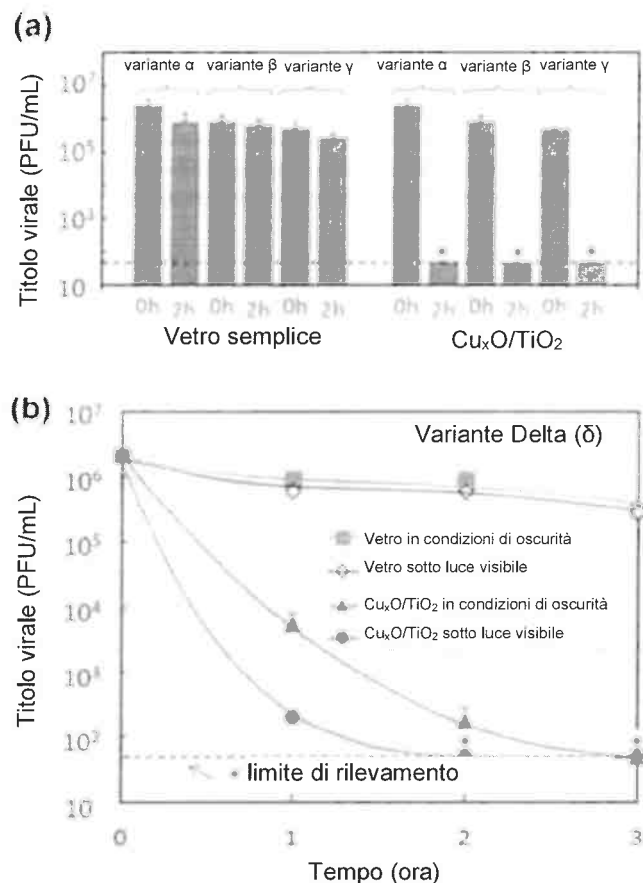 (a)
variante α variante β variante γ variante α variante β variante γ
10⁷
10⁵
10³
10
Titolo virale (PFU/mL)
0h 2h 0h 2h 0h 2h 0h 2h 0h 2h 0h 2h
Vetro semplice CuₓO/TiO₂
(b)
10⁷
Variante Delta (δ)
10⁶
10⁵
10⁴
10³
10²
10
Titolo virale (PFU/mL)
Vetro in condizioni di oscurità
Vetro sotto luce visibile
CuₓO/TiO₂ in condizioni di oscurità
CuₓO/TiO₂ sotto luce visibile
• limite di rilevamento
0 1 2 3
Tempo (ora)